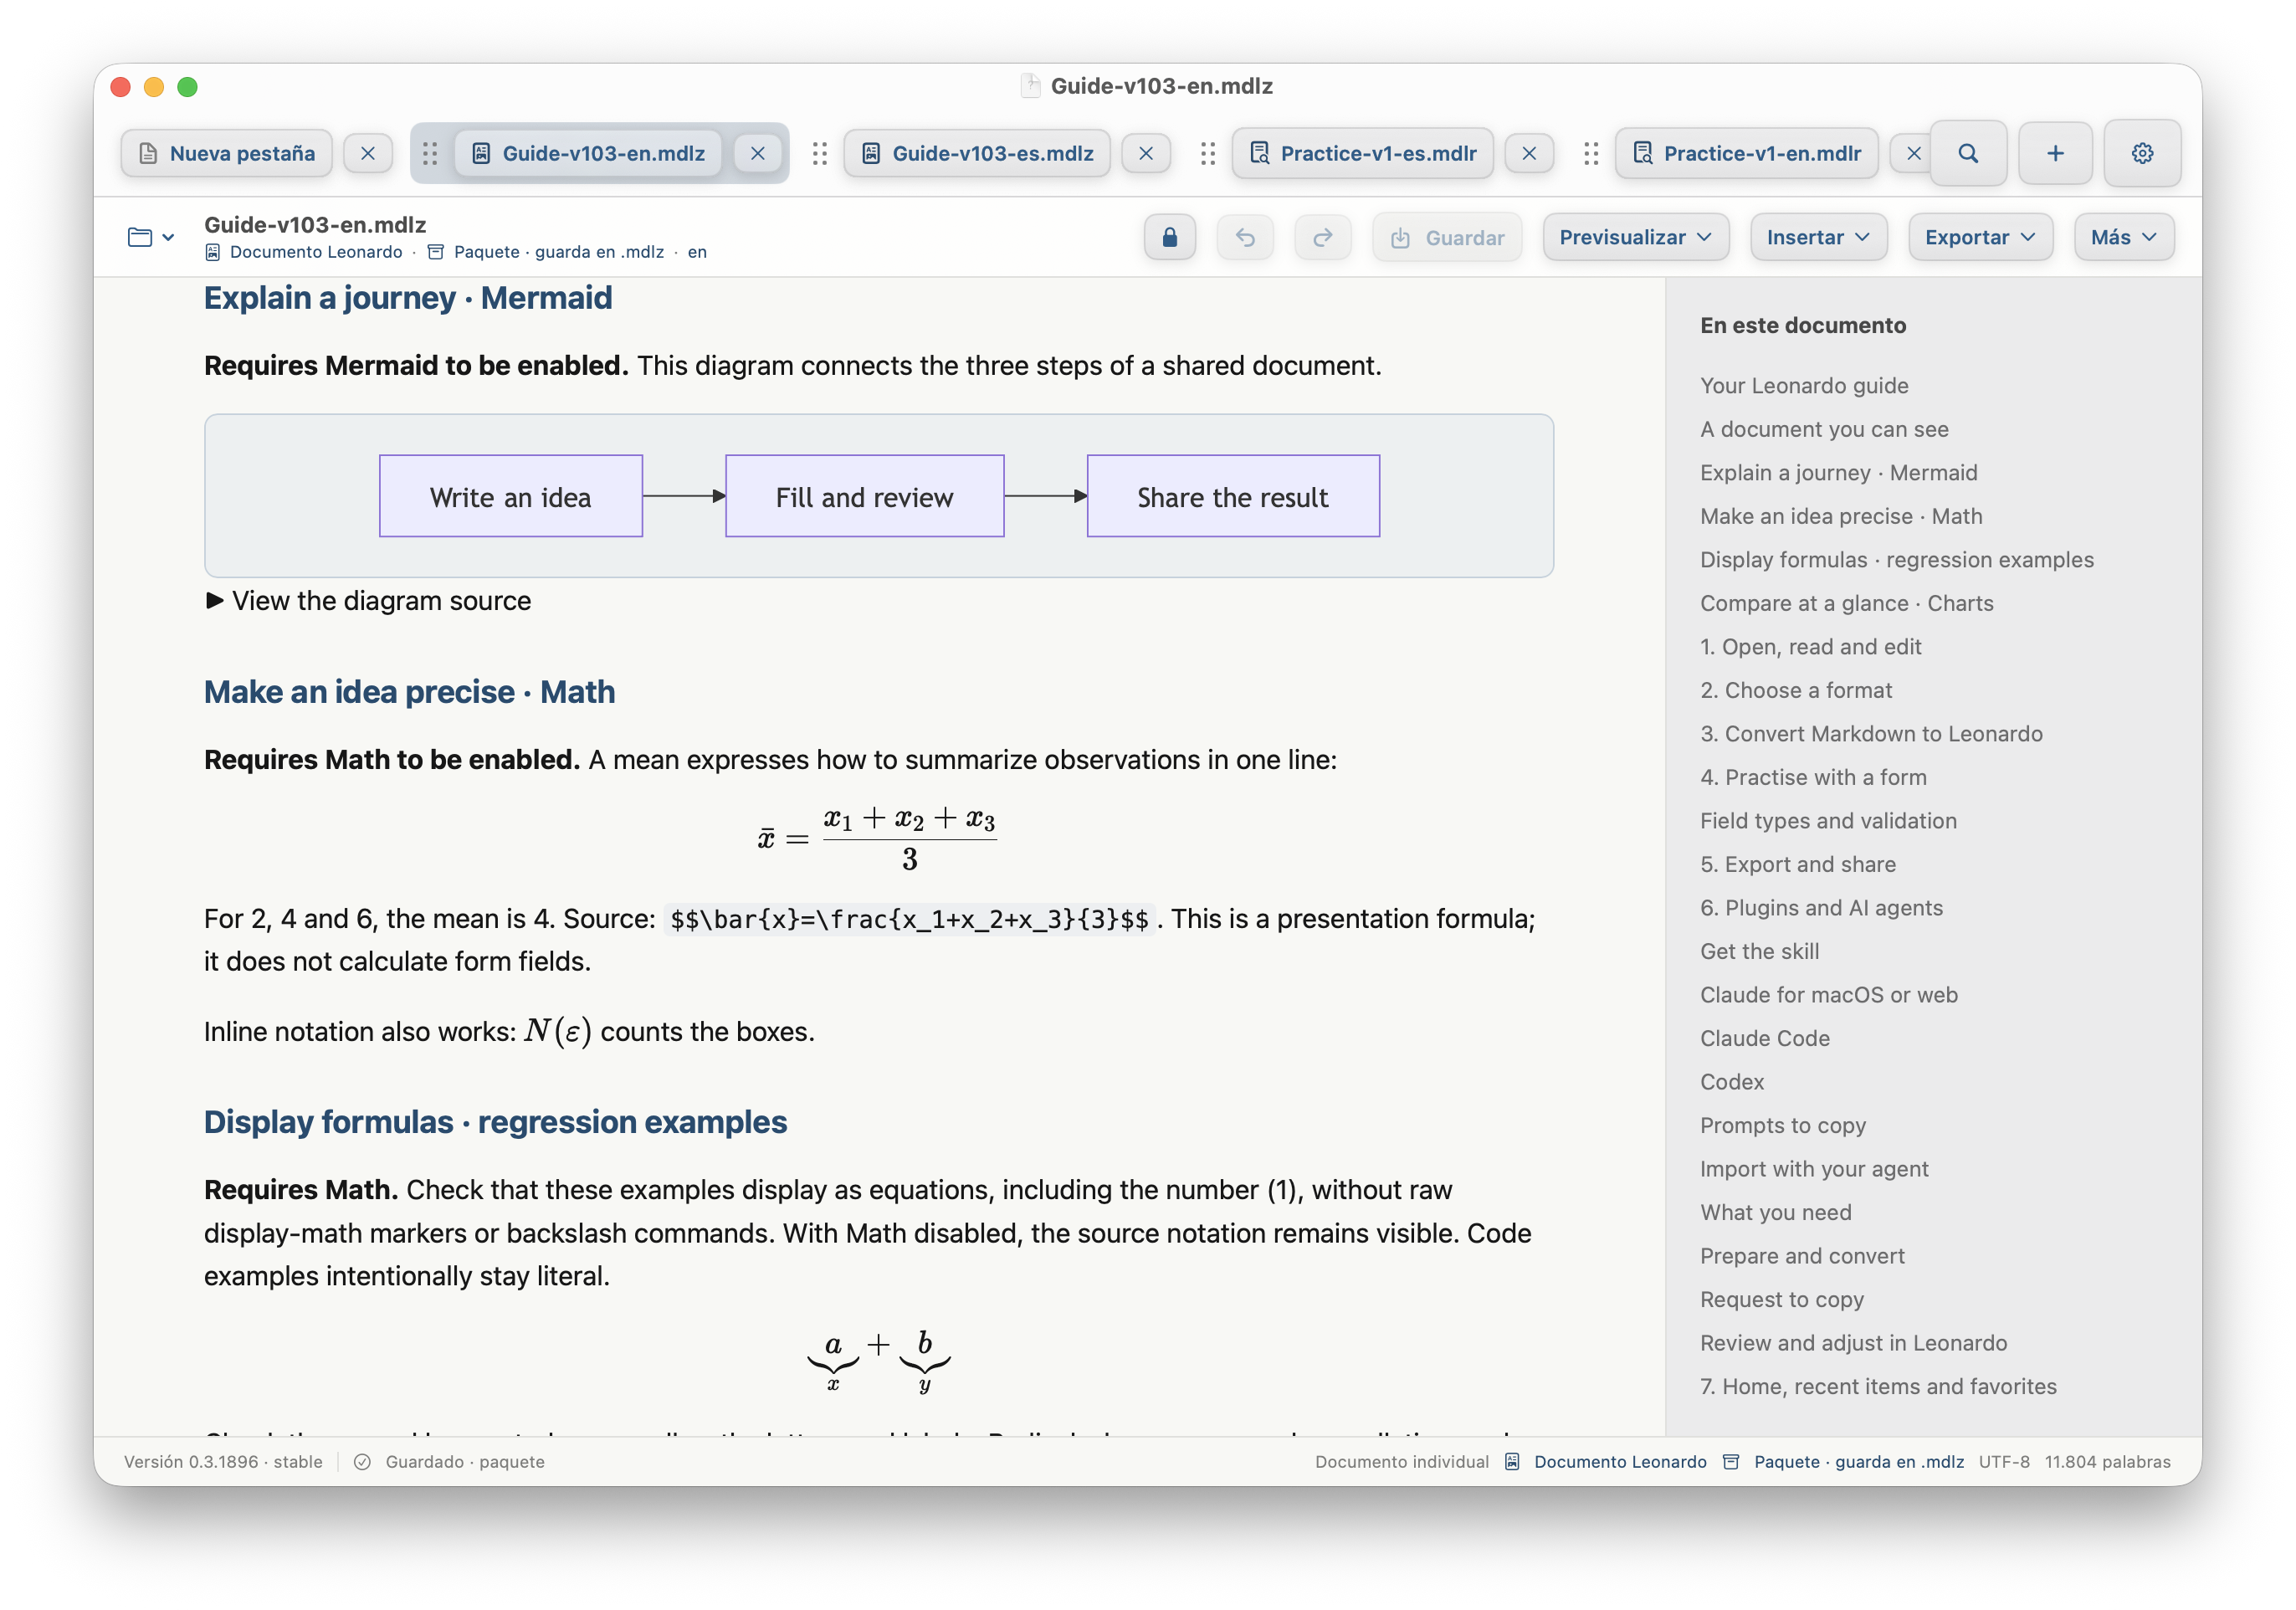 Guide-v103-en.mdlz
Nueva pestaña
Guide-v103-en.mdlz
Guide-v103-es.mdlz
Practice-v1-es.mdlr
Practice-v1-en.mdlr
Guide-v103-en.mdlz
Documento Leonardo · Paquete · guarda en .mdlz · en
Guardar
Previsualizar
Insertar
Exportar
Más
Explain a journey · Mermaid
Requires Mermaid to be enabled. This diagram connects the three steps of a shared document.
Write an idea
Fill and review
Share the result
View the diagram source
Make an idea precise · Math
Requires Math to be enabled. A mean expresses how to summarize observations in one line:
x̄ = (x₁ + x₂ + x₃) / 3
For 2, 4 and 6, the mean is 4. Source: $$\bar{x}=\frac{x_1+x_2+x_3}{3}$$. This is a presentation formula;
it does not calculate form fields.
Inline notation also works: N(ε) counts the boxes.
Display formulas · regression examples
Requires Math. Check that these examples display as equations, including the number (1), without raw
display-math markers or backslash commands. With Math disabled, the source notation remains visible. Code
examples intentionally stay literal.
a + b
x y
En este documento
Your Leonardo guide
A document you can see
Explain a journey · Mermaid
Make an idea precise · Math
Display formulas · regression examples
Compare at a glance · Charts
1. Open, read and edit
2. Choose a format
3. Convert Markdown to Leonardo
4. Practise with a form
Field types and validation
5. Export and share
6. Plugins and AI agents
Get the skill
Claude for macOS or web
Claude Code
Codex
Prompts to copy
Import with your agent
What you need
Prepare and convert
Request to copy
Review and adjust in Leonardo
7. Home, recent items and favorites
Versión 0.3.1896 · stable
Guardado · paquete
Documento individual
Documento Leonardo
Paquete · guarda en .mdlz
UTF-8
11.804 palabras